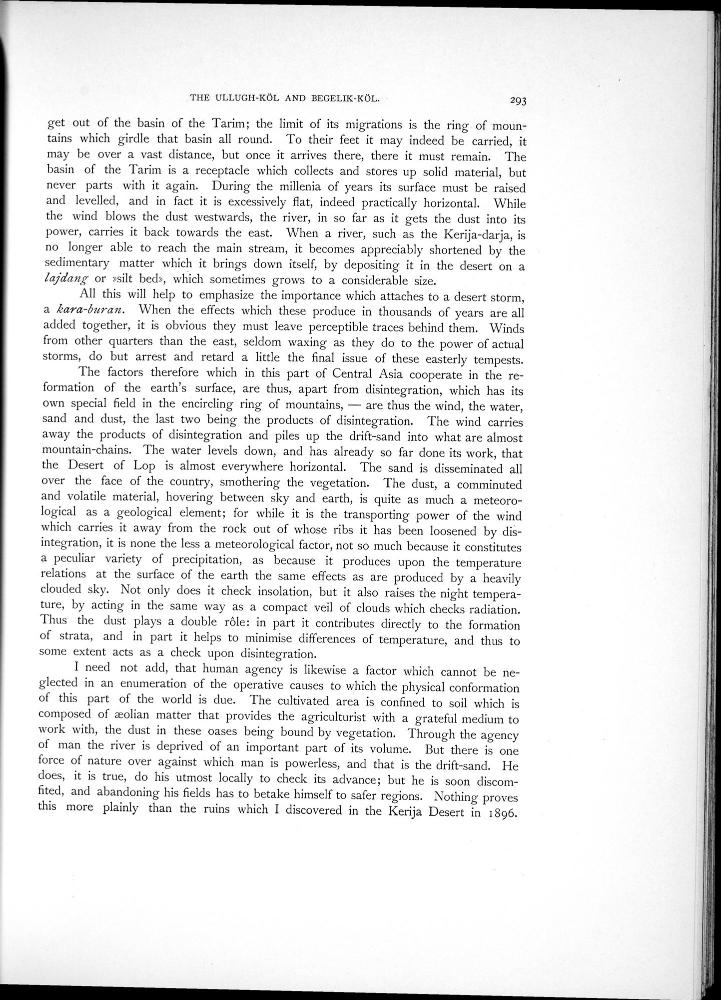 THE ULLUGH-KÖL AND BEGELIK-KÖL. 293
get out of the basin of the Tarim; the limit of its migrations is the ring of moun-
tains which girdle that basin all round. To their feet it may indeed be carried, it
may be over a vast distance, but once it arrives there, there it must remain. The
basin of the Tarim is a receptacle which collects and stores up solid material, but
never parts with it again. During the millenia of years its surface must be raised
and levelled, and in fact it is excessively flat, indeed practically horizontal. While
the wind blows the dust westwards, the river, in so far as it gets the dust into its
power, carries it back towards the east. When a river, such as the Kerija-darja, is
no longer able to reach the main stream, it becomes appreciably shortened by the
sedimentary matter which it brings down itself, by depositing it in the desert on a
lajdang or »silt bed», which sometimes grows to a considerable size.
All this will help to emphasize the importance which attaches to a desert storm,
a kara-buran. When the effects which these produce in thousands of years are all
added together, it is obvious they must leave perceptible traces behind them. Winds
from other quarters than the east, seldom waxing as they do to the power of actual
storms, do but arrest and retard a little the final issue of these easterly tempests.
The factors therefore which in this part of Central Asia cooperate in the re-
formation of the earth's surface, are thus, apart from disintegration, which has its
own special field in the encircling ring of mountains, — are thus the wind, the water,
sand and dust, the last two being the products of disintegration. The wind carries
away the products of disintegration and piles up the drift-sand into what are almost
mountain-chains. The water levels down, and has already so far done its work, that
the Desert of Lop is almost everywhere horizontal. The sand is disseminated all
over the face of the country, smothering the vegetation. The dust, a comminuted
and volatile material, hovering between sky and earth, is quite as much a meteoro-
logical as a geological element; for while it is the transporting power of the wind
which carries it away from the rock out of whose ribs it has been loosened by dis-
integration, it is none the less a meteorological factor, not so much because it constitutes
a peculiar variety of precipitation, as because it produces upon the temperature
relations at the surface of the earth the same effects as are produced by a heavily
clouded sky. Not only does it check insolation, but it also raises the night tempera-
ture, by acting in the same way as a compact veil of clouds which checks radiation.
Thus the dust plays a double rôle: in part it contributes directly to the formation
of strata, and in part it helps to minimise differences of temperature, and thus to
some extent acts as a check upon disintegration.
I need not add, that human agency is likewise a factor which cannot be ne-
glected in an enumeration of the operative causes to which the physical conformation
of this part of the world is due. The cultivated area is confined to soil which is
composed of æolian matter that provides the agriculturist with a grateful medium to
work with, the dust in these oases being bound by vegetation. Through the agency
of man the river is deprived of an important part of its volume. But there is one
force of nature over against which man is powerless, and that is the drift-sand. He
does, it is true, do his utmost locally to check its advance; but he is soon discom-
fited, and abandoning his fields has to betake himself to safer regions. Nothing proves
this more plainly than the ruins which I discovered in the Kerija Desert in 1896.